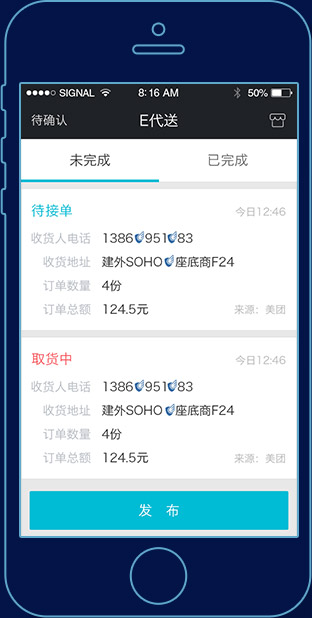 SIGNAL 8:16 AM 50%
待确认 E代送
未完成 已完成
待接单 今日12:46
收货人电话 1386 951 83
收货地址 建外SOHO 座底商F24
订单数量 4份
订单总额 124.5元 来源：美团
取货中 今日12:46
收货人电话 1386 951 83
收货地址 建外SOHO 座底商F24
订单数量 4份
订单总额 124.5元 来源：美团
发 布